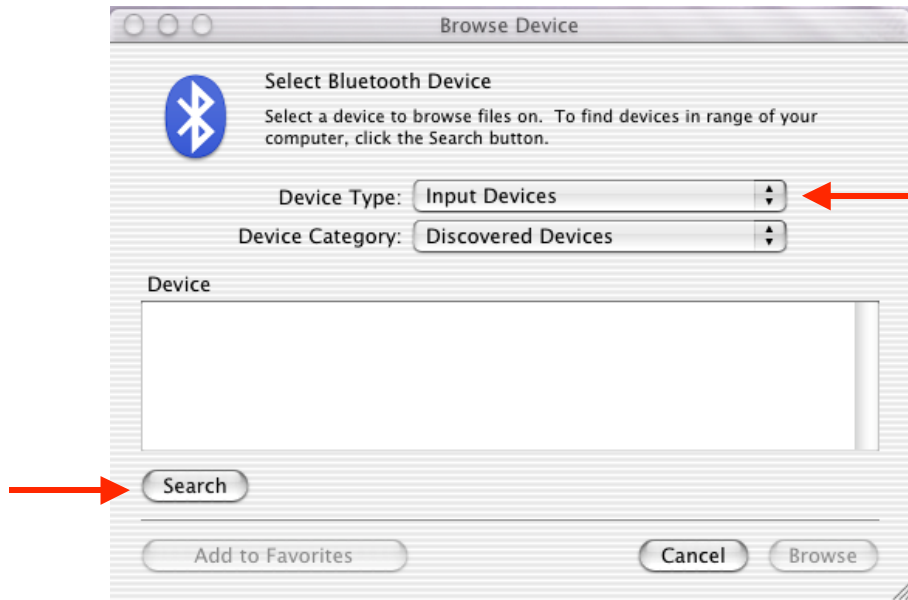 Browse Device
Select Bluetooth Device
Select a device to browse files on. To find devices in range of your
computer, click the Search button.
Device Type: Input Devices
Device Category: Discovered Devices
Device
Search
Add to Favorites Cancel Browse